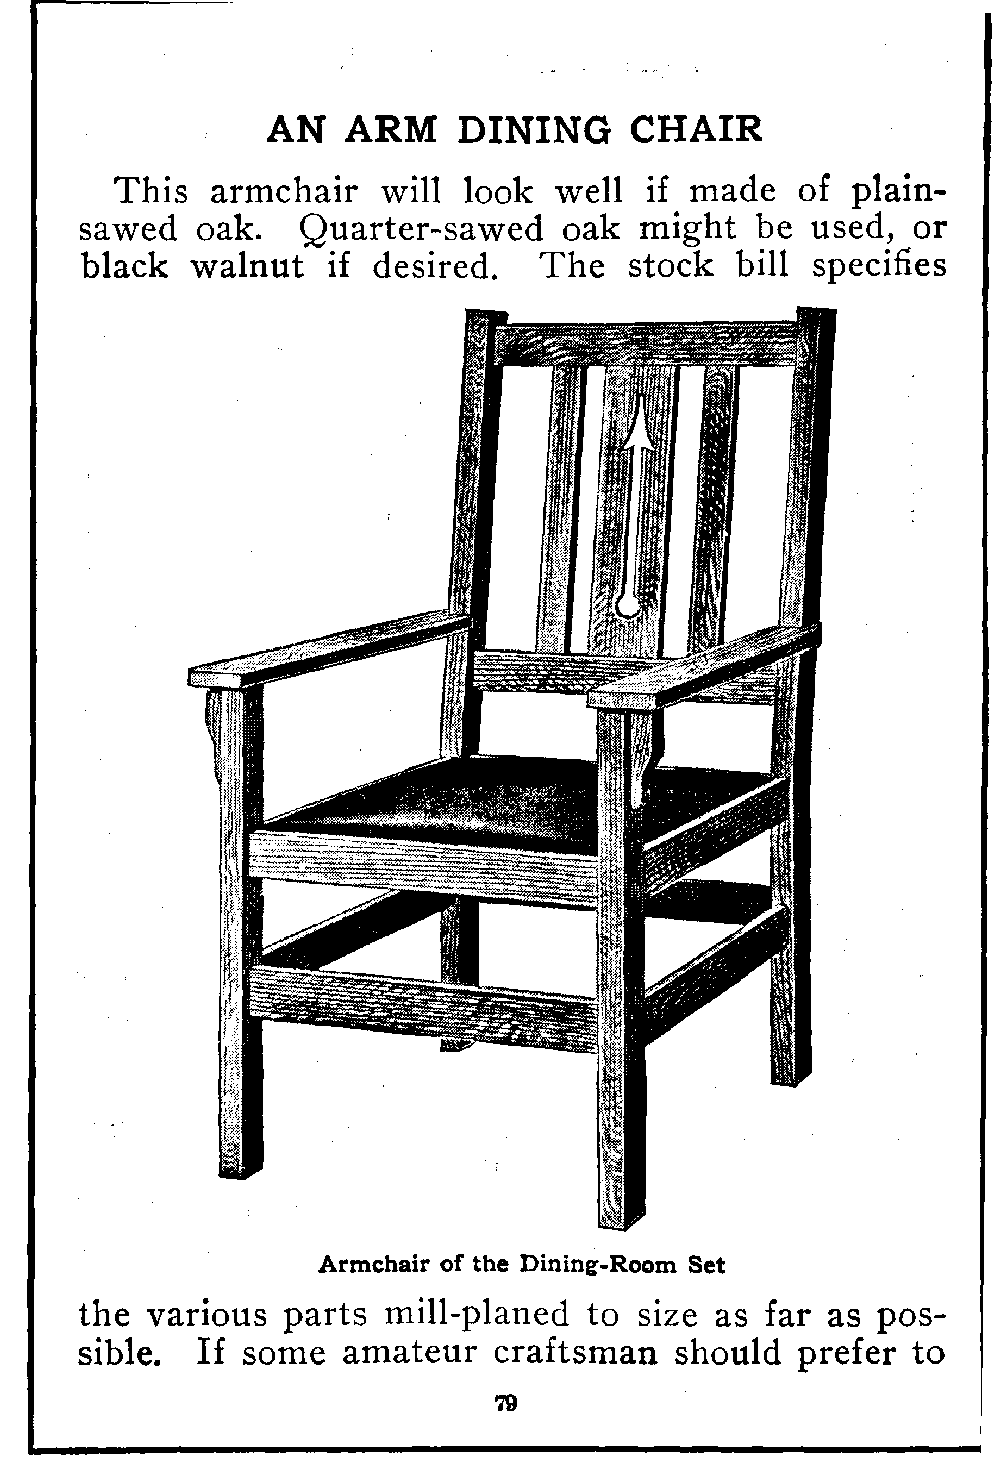 AN ARM DINING CHAIR
This armchair will look well if made of plain-
sawed oak. Quarter-sawed oak might be used, or
black walnut if desired. The stock bill specifies
Armchair of the Dining-Room Set
the various parts mill-planed to size as far as pos-
sible. If some amateur craftsman should prefer to
79